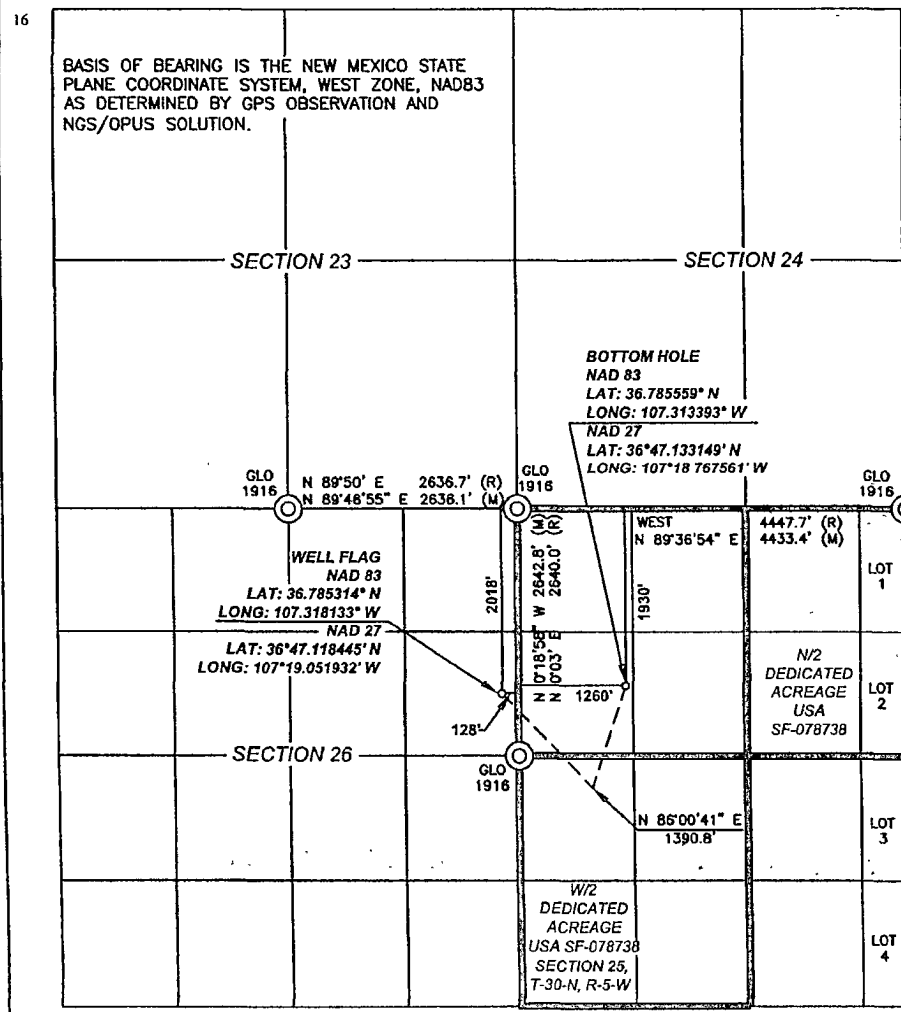 16
BASIS OF BEARING IS THE NEW MEXICO STATE
PLANE COORDINATE SYSTEM, WEST ZONE, NAD83
AS DETERMINED BY GPS OBSERVATION AND
NGS/OPUS SOLUTION.
SECTION 23
SECTION 24
BOTTOM HOLE
NAD 83
LAT: 36.785559° N
LONG: 107.313393° W
NAD 27
LAT: 36°47.133149' N
LONG: 107°18 767561' W
GLO
1916
N 89°50' E 2636.7' (R)
N 89°46'55" E 2636.1' (M)
GLO
1916
GLO
1916
WEST 4447.7' (R)
N 89°36'54" E 4433.4' (M)
WELL FLAG
NAD 83
LAT: 36.785314° N
LONG: 107.318133° W
NAD 27
LAT: 36°47.118445' N
LONG: 107°19.051932' W
2018'
N 0°18'58" W 2642.8' (M)
N 0°03' E 2640.0' (R)
1930'
LOT
1
1260'
128'
N/2
DEDICATED
ACREAGE
USA
SF-078738
LOT
2
SECTION 26
GLO
1916
N 86°00'41" E
1390.8'
LOT
3
W/2
DEDICATED
ACREAGE
USA SF-078738
SECTION 25,
T-30-N, R-5-W
LOT
4